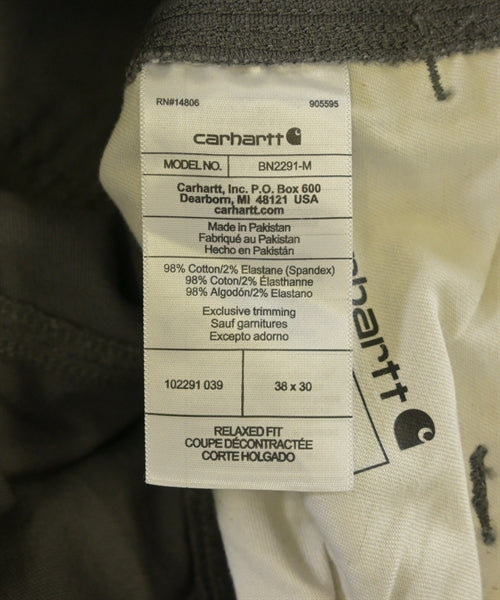 RN#14806 905595
carhartt
MODEL NO. BN2291-M
Carhartt, Inc. P.O. Box 600
Dearborn, MI 48121 USA
carhartt.com
Made in Pakistan
Fabriqué au Pakistan
Hecho en Pakistán
98% Cotton/2% Elastane (Spandex)
98% Coton/2% Élasthanne
98% Algodón/2% Elastano
Exclusive trimming
Sauf garnitures
Excepto adorno
102291 039 38 x 30
RELAXED FIT
COUPE DÉCONTRACTÉE
CORTE HOLGADO
carhartt